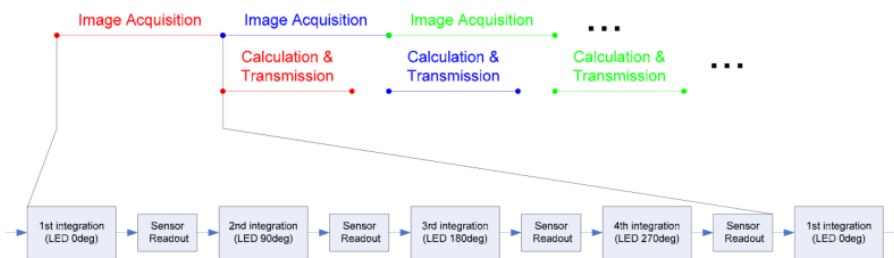 Image Acquisition Image Acquisition Image Acquisition ...
Calculation & Calculation & Calculation & ...
Transmission Transmission Transmission
1st integration Sensor 2nd integration Sensor 3rd integration Sensor 4th integration Sensor 1st integration
(LED 0deg) Readout (LED 90deg) Readout (LED 180deg) Readout (LED 270deg) Readout (LED 0deg)